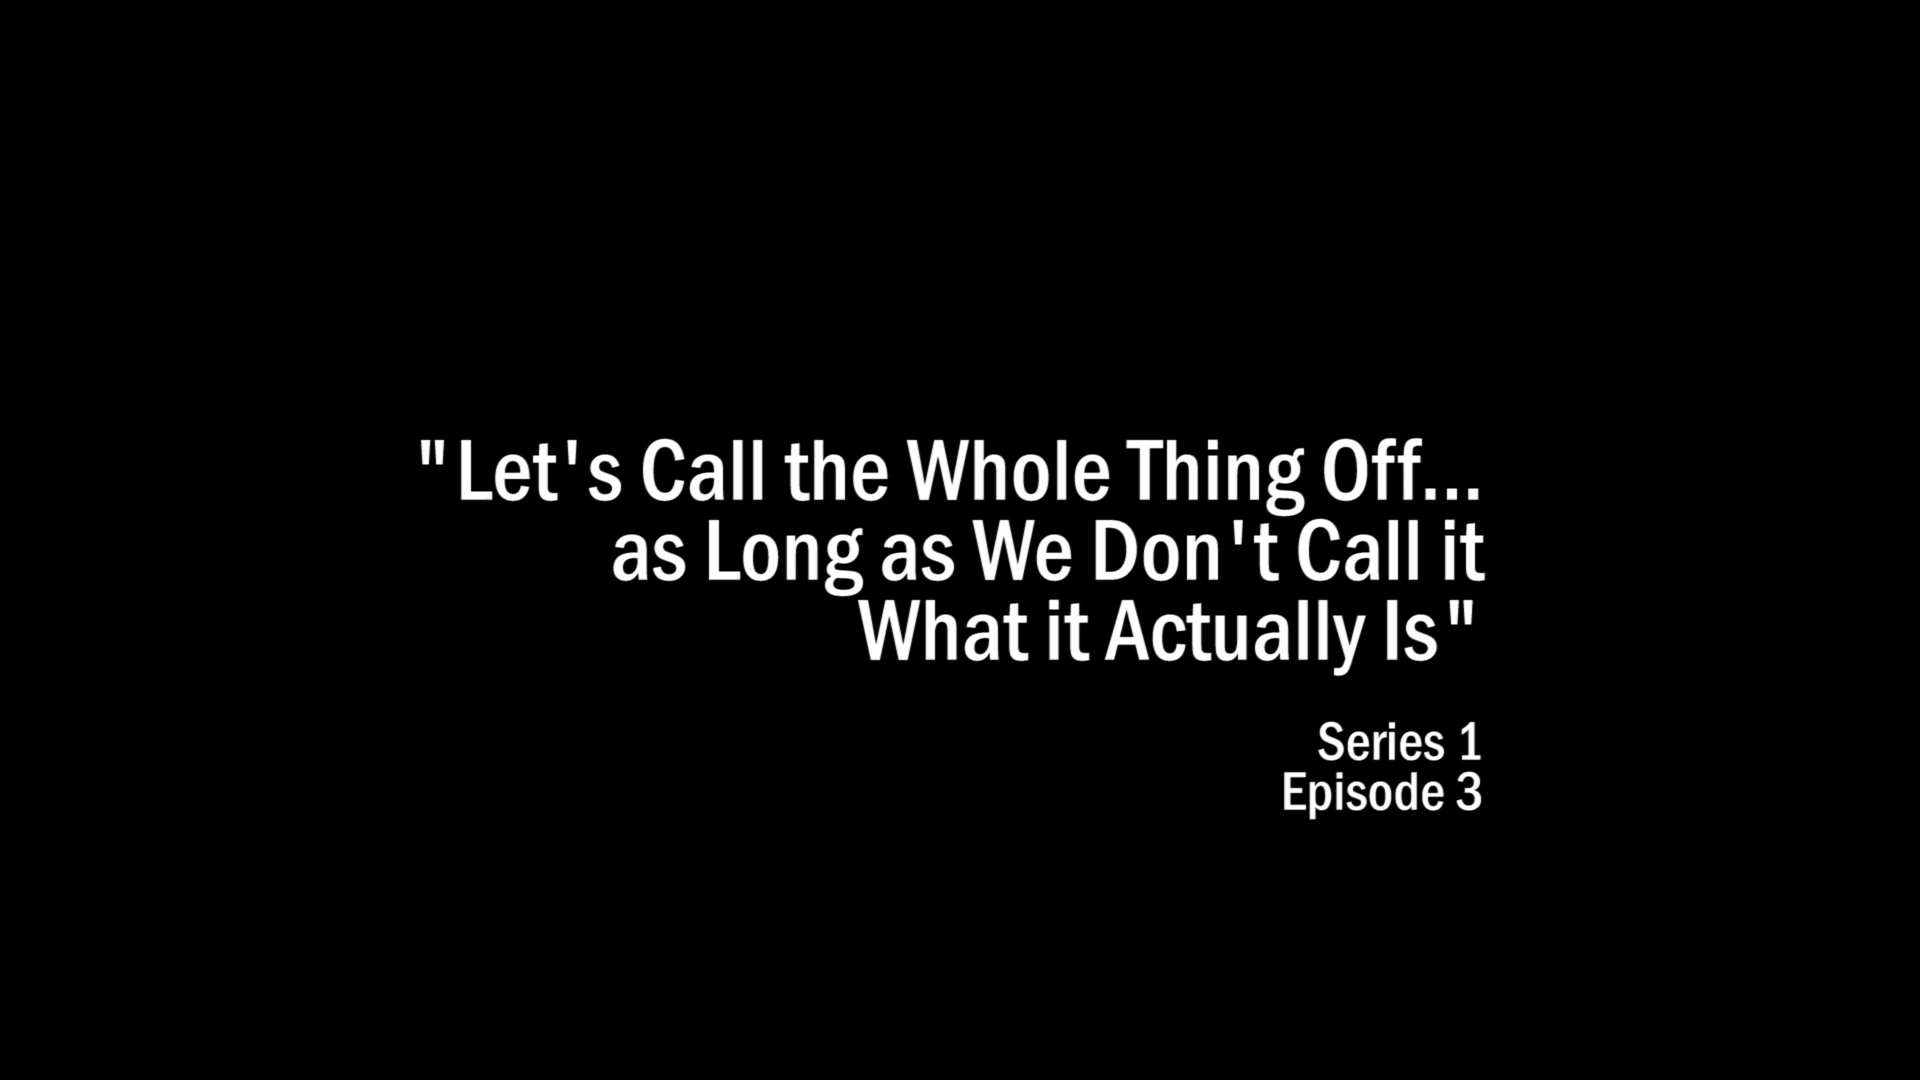 "Let's Call the Whole Thing Off...
as Long as We Don't Call it
What it Actually Is"
Series 1
Episode 3